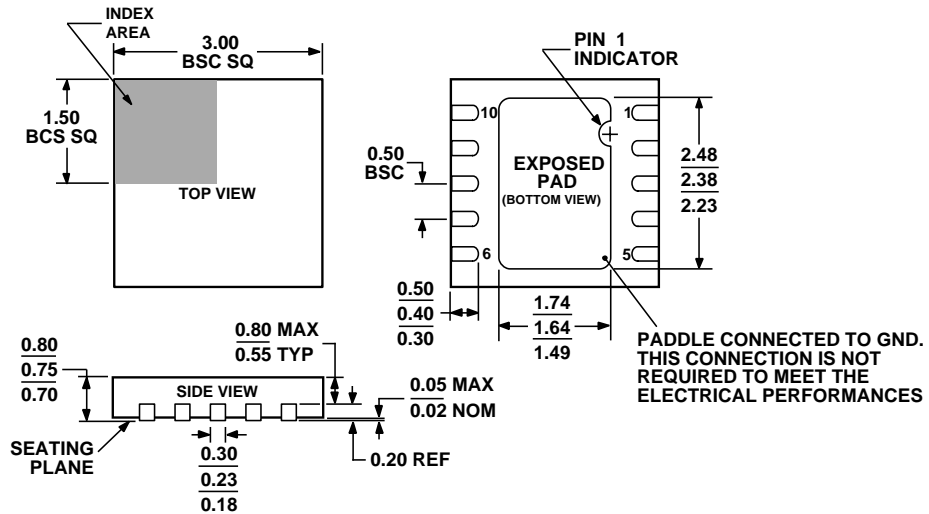 INDEX
AREA
3.00
BSC SQ
1.50
BCS SQ
TOP VIEW
PIN 1
INDICATOR
10
1
0.50
BSC
EXPOSED
PAD
(BOTTOM VIEW)
2.48
2.38
2.23
6
5
0.50
0.40
0.30
1.74
1.64
1.49
PADDLE CONNECTED TO GND.
THIS CONNECTION IS NOT
REQUIRED TO MEET THE
ELECTRICAL PERFORMANCES
0.80
0.75
0.70
0.80 MAX
0.55 TYP
SIDE VIEW
0.05 MAX
0.02 NOM
SEATING
PLANE
0.30
0.23
0.18
0.20 REF